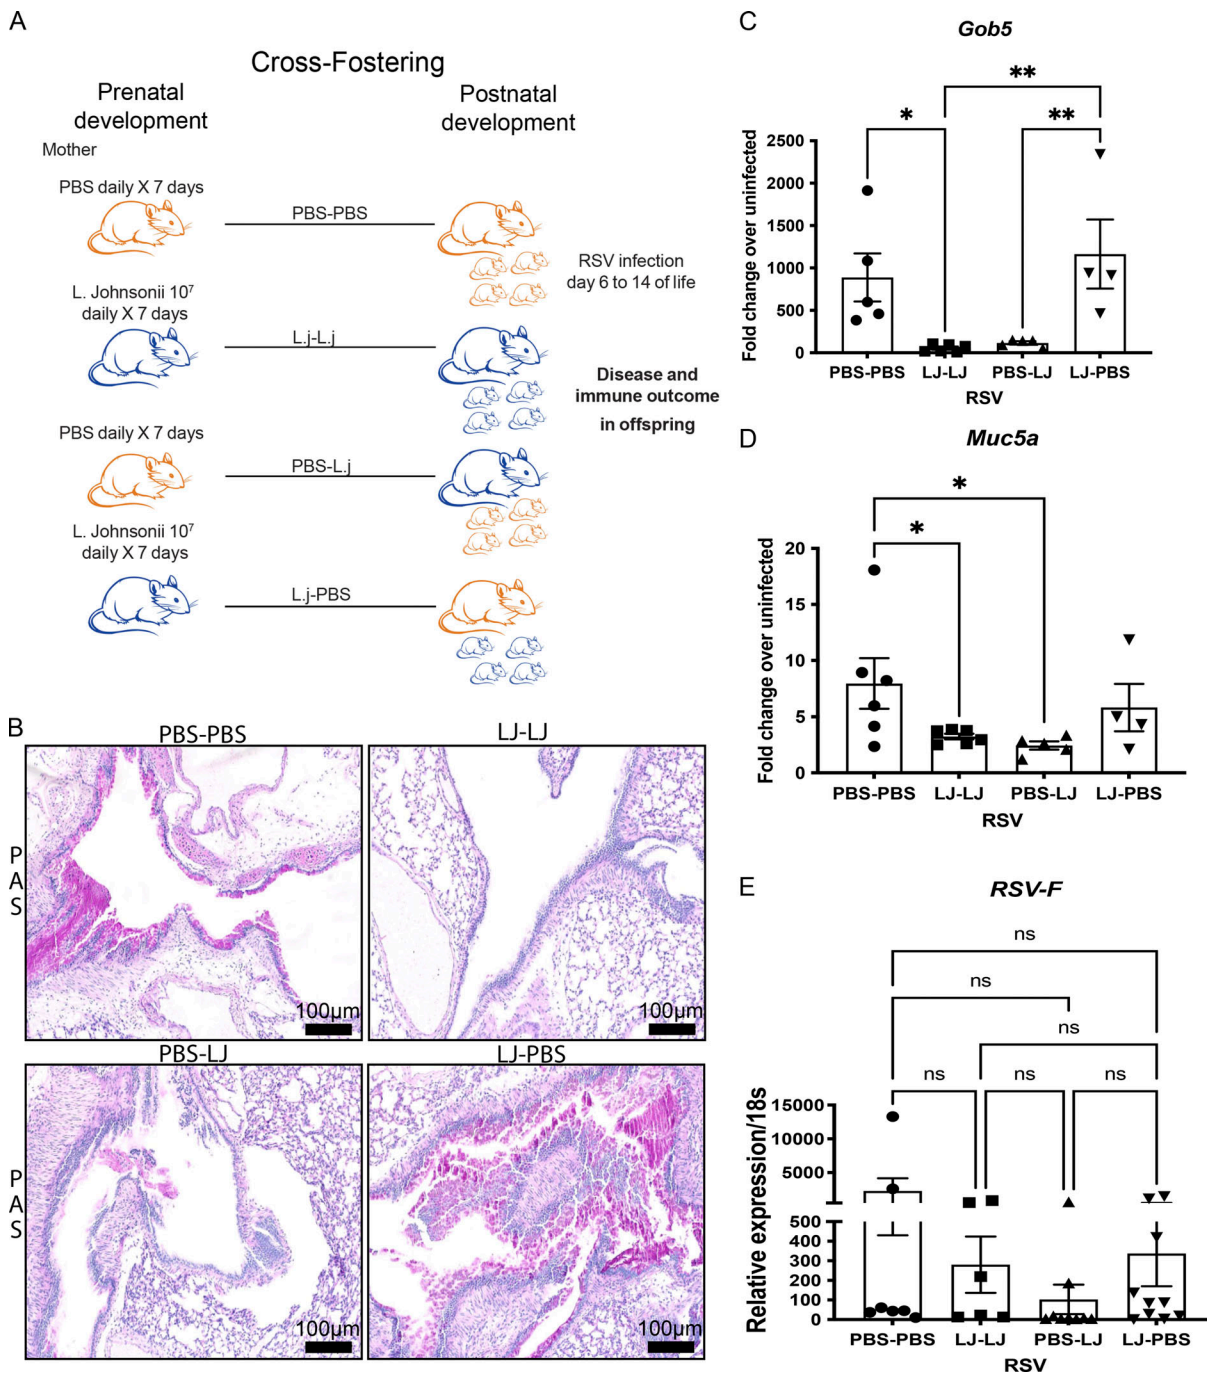 A
Cross-Fostering
Prenatal
development
Postnatal
development
Mother
PBS daily X 7 days
PBS-PBS
RSV infection
day 6 to 14 of life
L. Johnsonii 10⁷
daily X 7 days
L.j-L.j
Disease and
immune outcome
in offspring
PBS daily X 7 days
PBS-L.j
L. Johnsonii 10⁷
daily X 7 days
L.j-PBS
B
PBS-PBS
LJ-LJ
PAS
100µm
100µm
PBS-LJ
LJ-PBS
PAS
100µm
100µm
C
Gob5
**
*
**
Fold change over uninfected
2500
2000
1500
1000
500
0
PBS-PBS
LJ-LJ
PBS-LJ
LJ-PBS
RSV
D
Muc5a
*
*
Fold change over uninfected
20
15
10
5
0
PBS-PBS
LJ-LJ
PBS-LJ
LJ-PBS
RSV
E
RSV-F
ns
ns
ns
ns
ns
ns
Relative expression/18s
15000
10000
5000
500
400
300
200
100
0
PBS-PBS
LJ-LJ
PBS-LJ
LJ-PBS
RSV